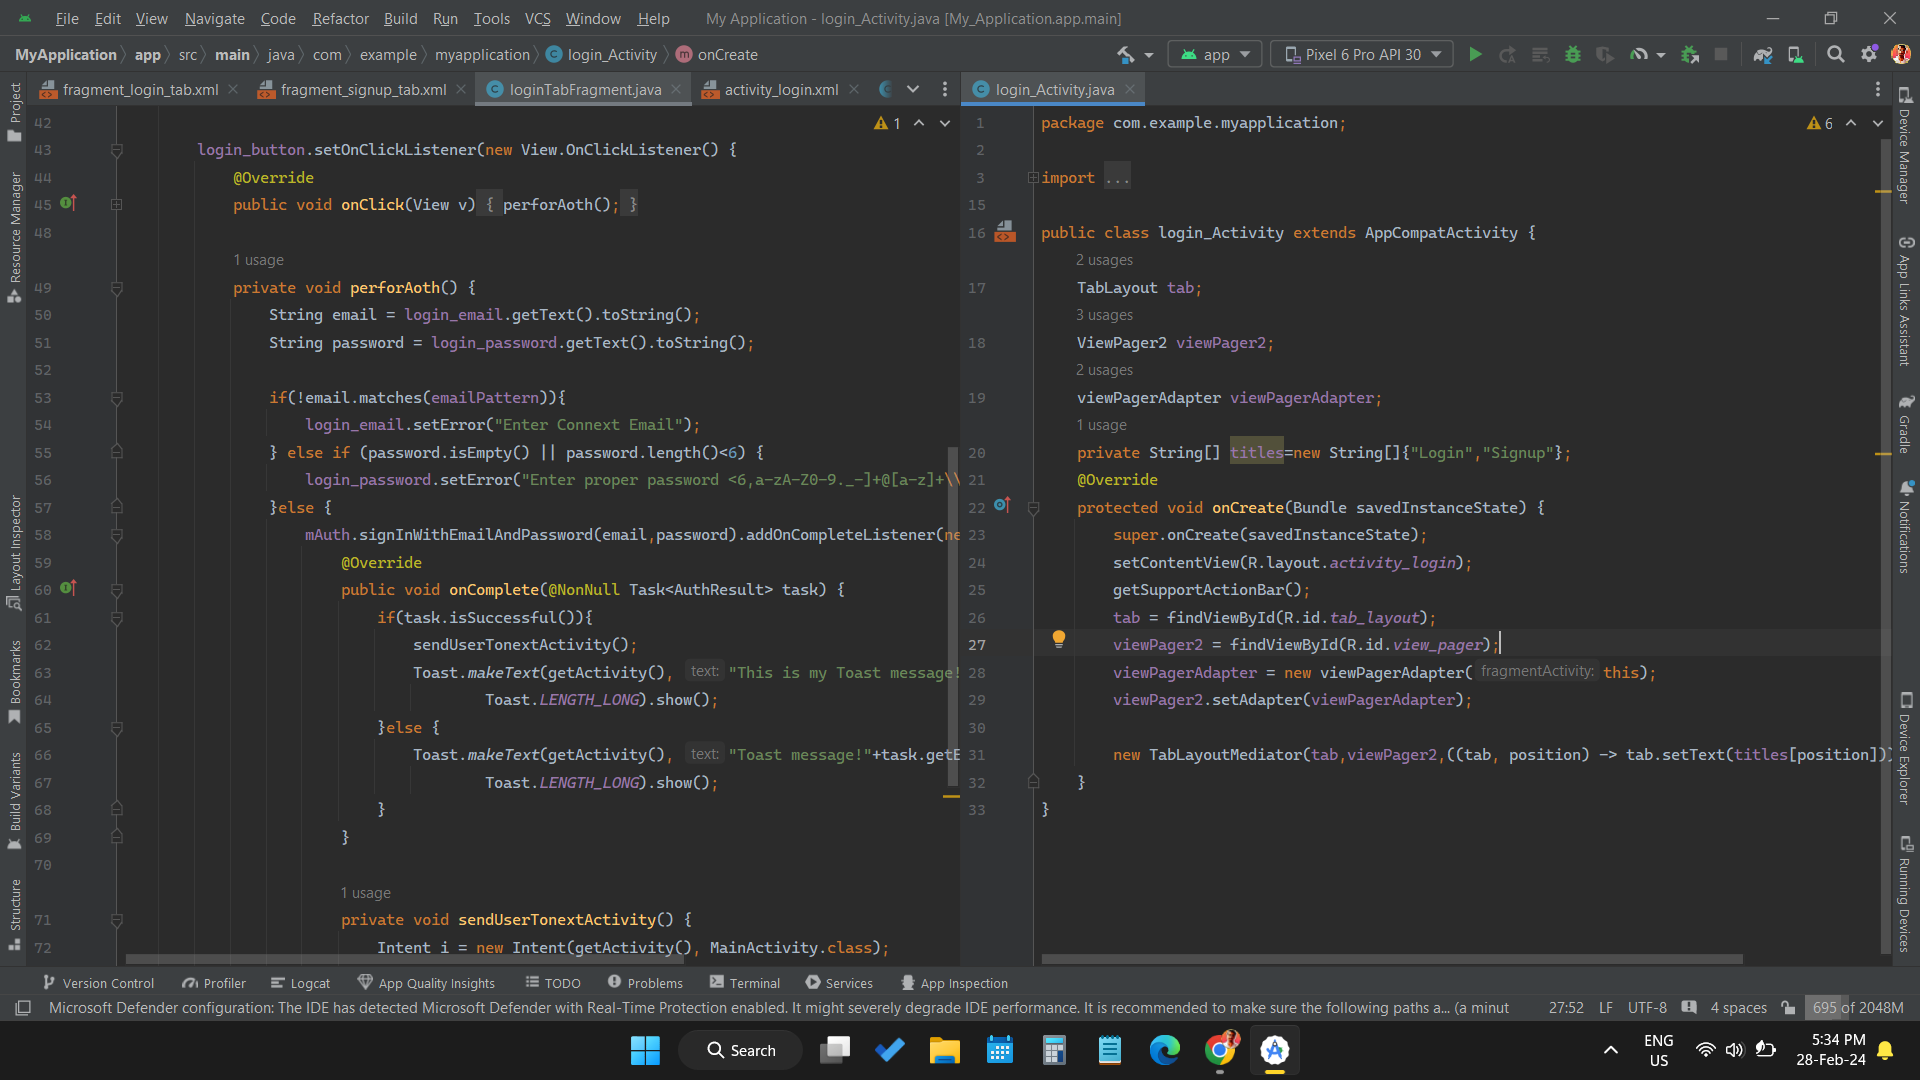 File Edit View Navigate Code Refactor Build Run Tools VCS Window Help My Application - login_Activity.java [My_Application.app.main]
MyApplication app src main java com example myapplication C login_Activity m onCreate app Pixel 6 Pro API 30
fragment_login_tab.xml fragment_signup_tab.xml C loginTabFragment.java activity_login.xml C
Project
Resource Manager
Layout Inspector
Bookmarks
Build Variants
Structure
1
42
43 login_button.setOnClickListener(new View.OnClickListener() {
44 @Override
45 public void onClick(View v) { perforAoth(); }
48
1 usage
49 private void perforAoth() {
50 String email = login_email.getText().toString();
51 String password = login_password.getText().toString();
52
53 if(!email.matches(emailPattern)){
54 login_email.setError("Enter Connext Email");
55 } else if (password.isEmpty() || password.length()<6) {
56 login_password.setError("Enter proper password <6,a-zA-Z0-9._-]+@[a-z]+\\
57 }else {
58 mAuth.signInWithEmailAndPassword(email,password).addOnCompleteListener(ne
59 @Override
60 public void onComplete(@NonNull Task<AuthResult> task) {
61 if(task.isSuccessful()){
62 sendUserTonextActivity();
63 Toast.makeText(getActivity(), text: "This is my Toast message!
64 Toast.LENGTH_LONG).show();
65 }else {
66 Toast.makeText(getActivity(), text: "Toast message!"+task.getE
67 Toast.LENGTH_LONG).show();
68 }
69 }
70
1 usage
71 private void sendUserTonextActivity() {
72 Intent i = new Intent(getActivity(), MainActivity.class);
C login_Activity.java
6
1 package com.example.myapplication;
2
3 import ...
15
16 public class login_Activity extends AppCompatActivity {
2 usages
17 TabLayout tab;
3 usages
18 ViewPager2 viewPager2;
2 usages
19 viewPagerAdapter viewPagerAdapter;
1 usage
20 private String[] titles=new String[]{"Login","Signup"};
21 @Override
22 protected void onCreate(Bundle savedInstanceState) {
23 super.onCreate(savedInstanceState);
24 setContentView(R.layout.activity_login);
25 getSupportActionBar();
26 tab = findViewById(R.id.tab_layout);
27 viewPager2 = findViewById(R.id.view_pager);
28 viewPagerAdapter = new viewPagerAdapter( fragmentActivity: this);
29 viewPager2.setAdapter(viewPagerAdapter);
30
31 new TabLayoutMediator(tab,viewPager2,((tab, position) -> tab.setText(titles[position]))
32 }
33 }
Device Manager
App Links Assistant
Gradle
Notifications
Device Explorer
Running Devices
Version Control Profiler Logcat App Quality Insights TODO Problems Terminal Services App Inspection
Microsoft Defender configuration: The IDE has detected Microsoft Defender with Real-Time Protection enabled. It might severely degrade IDE performance. It is recommended to make sure the following paths a... (a minut 27:52 LF UTF-8 4 spaces 695 of 2048M
Search
ENG
US
5:34 PM
28-Feb-24